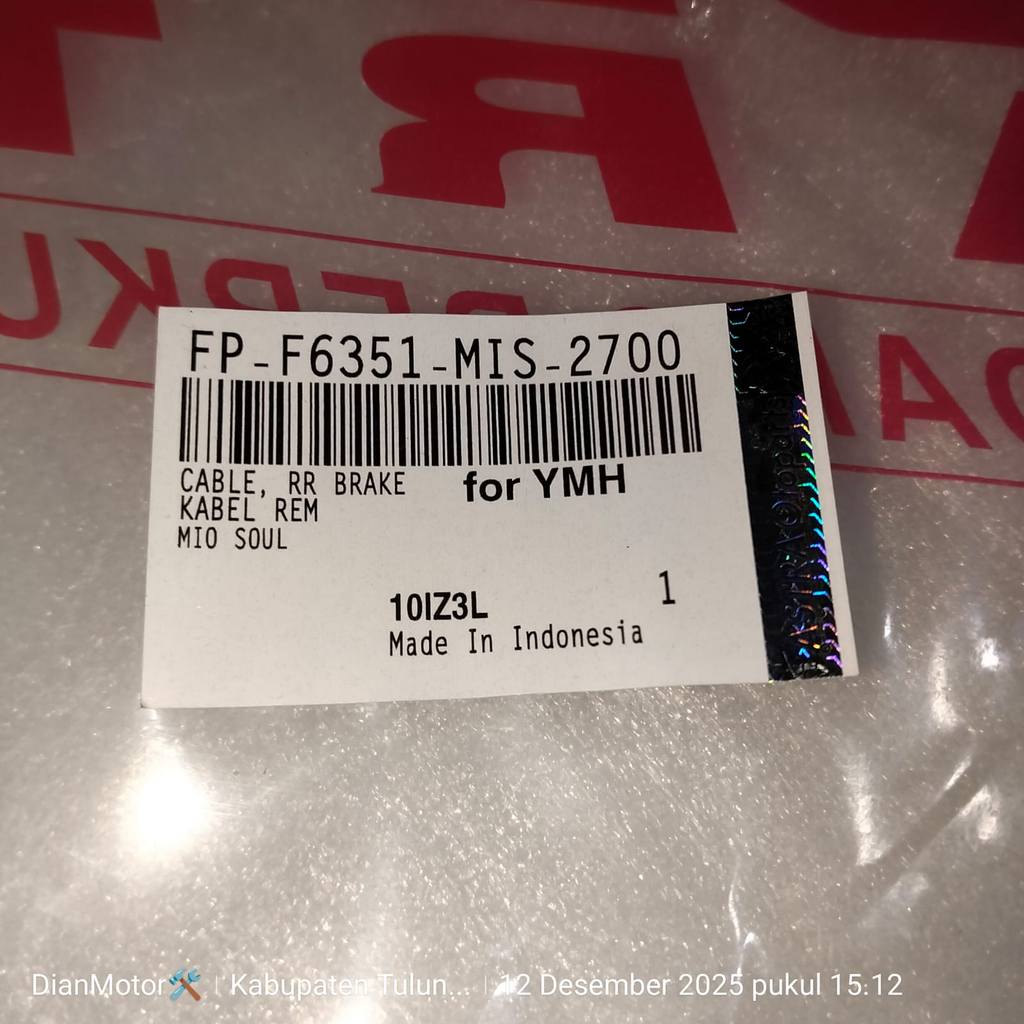 FP-F6351-MIS-2700
CABLE, RR BRAKE for YMH
KABEL REM
MIO SOUL
10IZ3L 1
Made In Indonesia
DianMotor🛠️ | Kabupaten Tulun... | 12 Desember 2025 pukul 15:12